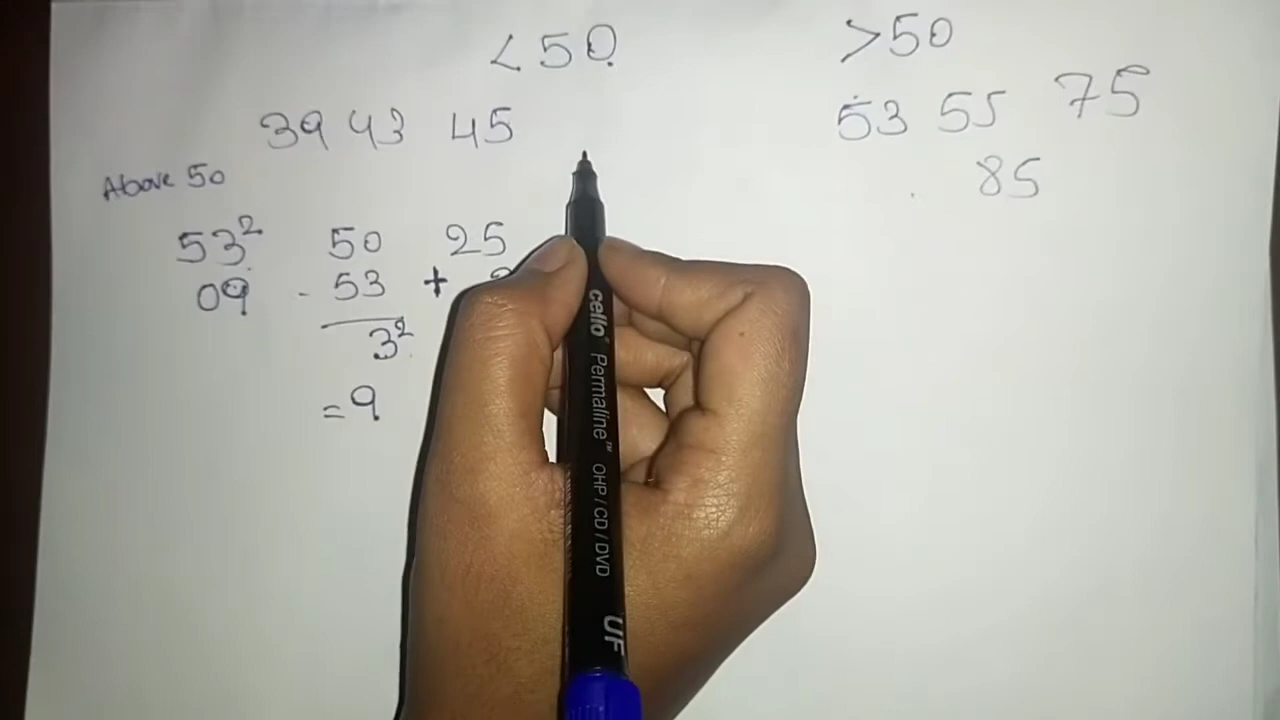 < 50
> 50
39 43 45
53 55 75
85
Above 50
53² 50 25
09 - 53 +
3²
= 9
cello Permaline™ OHP / CD / DVD UF